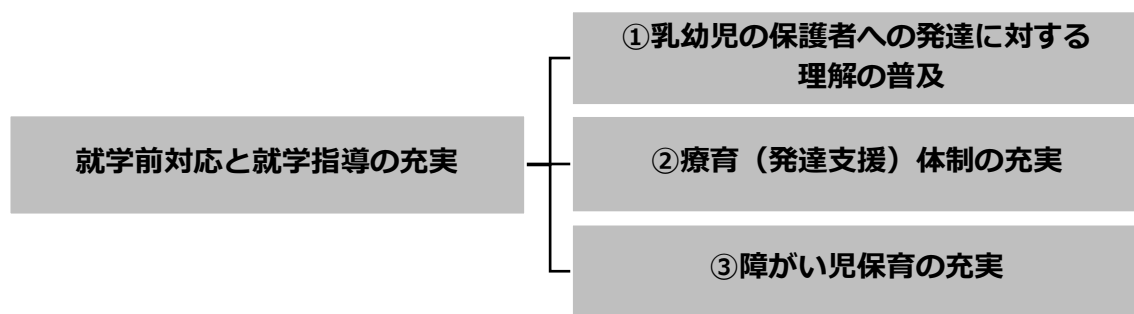 就学前対応と就学指導の充実
①乳幼児の保護者への発達に対する
理解の普及
②療育（発達支援）体制の充実
③障がい児保育の充実